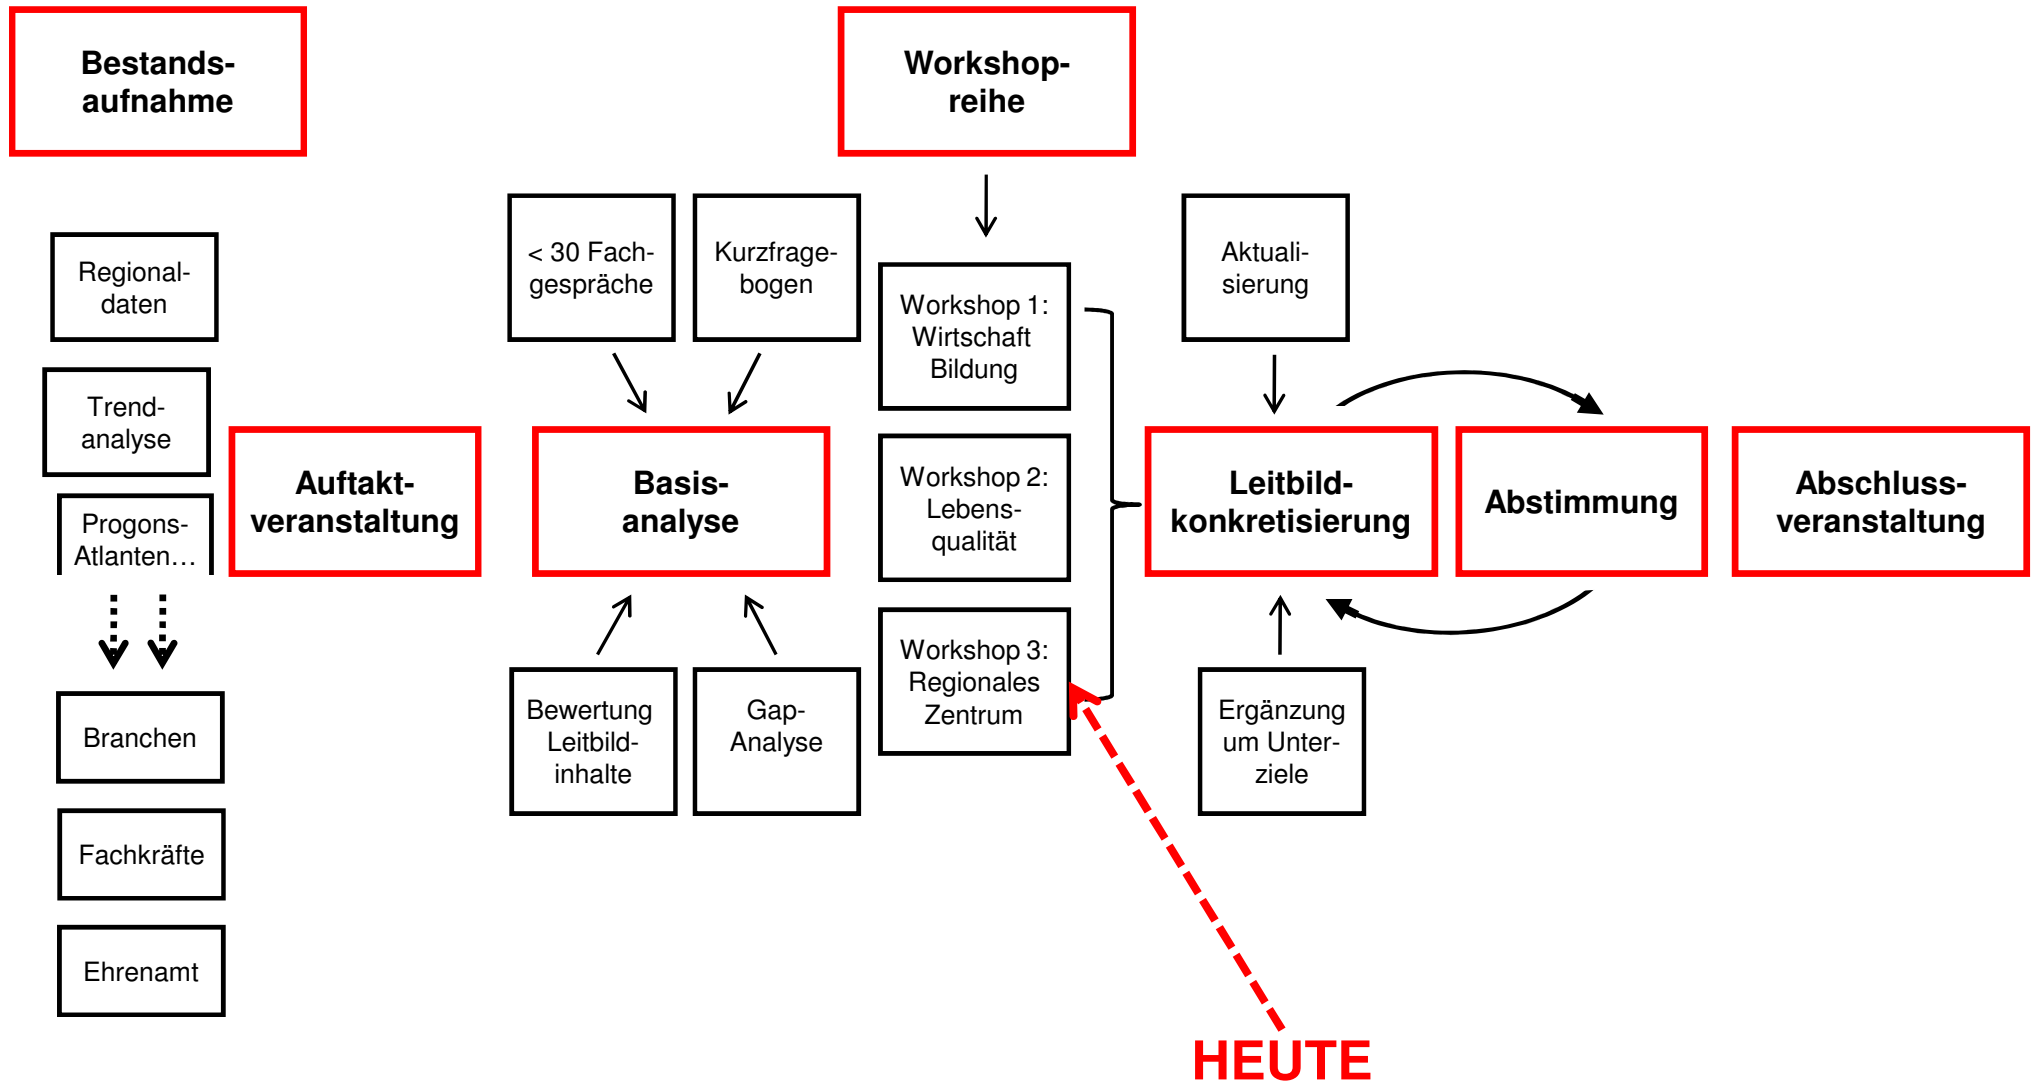 Bestands-
aufnahme
Workshop-
reihe
Regional-
daten
Trend-
analyse
Progons-
Atlanten…
Branchen
Fachkräfte
Ehrenamt
Auftakt-
veranstaltung
< 30 Fach-
gespräche
Kurzfrage-
bogen
Basis-
analyse
Bewertung
Leitbild-
inhalte
Gap-
Analyse
Workshop 1:
Wirtschaft
Bildung
Workshop 2:
Lebens-
qualität
Workshop 3:
Regionales
Zentrum
Aktuali-
sierung
Leitbild-
konkretisierung
Ergänzung
um Unter-
ziele
Abstimmung
Abschluss-
veranstaltung
HEUTE